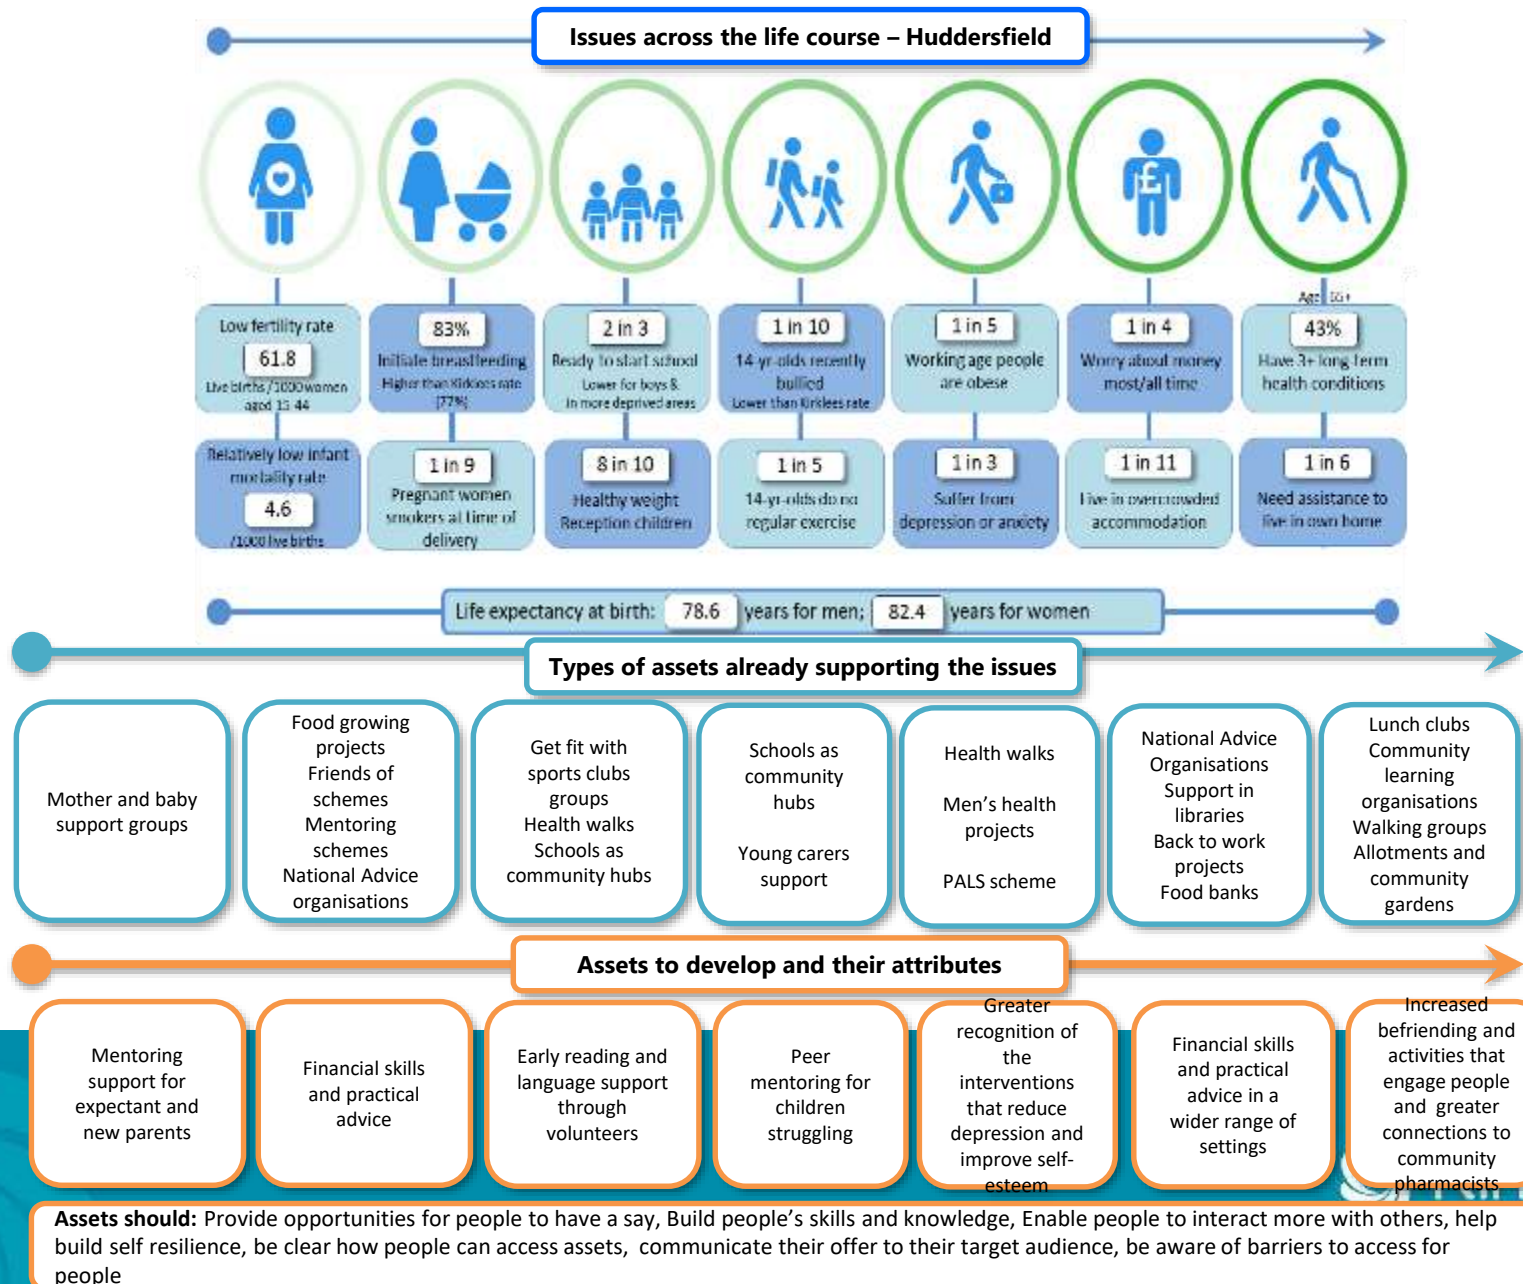 Issues across the life course – Huddersfield
Low fertility rate
61.8
Live births /1000 women
aged 15-44
83%
Initiate breastfeeding
Higher than Kirklees rate
(77%)
2 in 3
Ready to start school
Lower for boys &
in more deprived areas
1 in 10
14-yr-olds recently
bullied
Lower than Kirklees rate
1 in 5
Working age people
are obese
1 in 4
Worry about money
most/all time
Aged 65+
43%
Have 3+ long-term
health conditions
Relatively low infant
mortality rate
4.6
/1000 live births
1 in 9
Pregnant women
smokers at time of
delivery
8 in 10
Healthy weight
Reception children
1 in 5
14-yr-olds do no
regular exercise
1 in 3
Suffer from
depression or anxiety
1 in 11
Live in overcrowded
accommodation
1 in 6
Need assistance to
live in own home
Life expectancy at birth: 78.6 years for men; 82.4 years for women
Types of assets already supporting the issues
Mother and baby
support groups
Food growing
projects
Friends of
schemes
Mentoring
schemes
National Advice
organisations
Get fit with
sports clubs
groups
Health walks
Schools as
community hubs
Schools as
community
hubs
Young carers
support
Health walks
Men’s health
projects
PALS scheme
National Advice
Organisations
Support in
libraries
Back to work
projects
Food banks
Lunch clubs
Community
learning
organisations
Walking groups
Allotments and
community
gardens
Assets to develop and their attributes
Mentoring
support for
expectant and
new parents
Financial skills
and practical
advice
Early reading and
language support
through
volunteers
Peer
mentoring for
children
struggling
Greater
recognition of
the
interventions
that reduce
depression and
improve self-
esteem
Financial skills
and practical
advice in a
wider range of
settings
Increased
befriending and
activities that
engage people
and greater
connections to
community
pharmacists
Assets should: Provide opportunities for people to have a say, Build people’s skills and knowledge, Enable people to interact more with others, help
build self resilience, be clear how people can access assets, communicate their offer to their target audience, be aware of barriers to access for
people